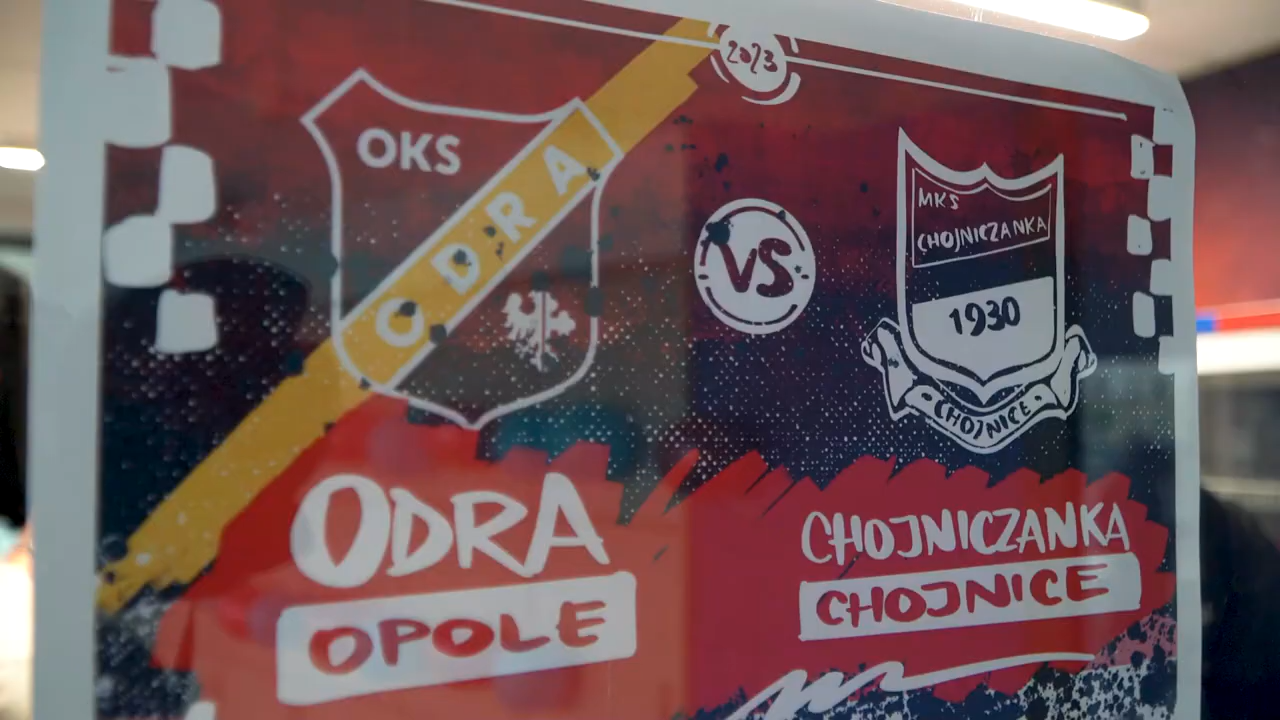 2023
OKS
ODRA
VS
MKS
CHOJNICZANKA
1930
CHOJNICE
ODRA
OPOLE
CHOJNICZANKA
CHOJNICE